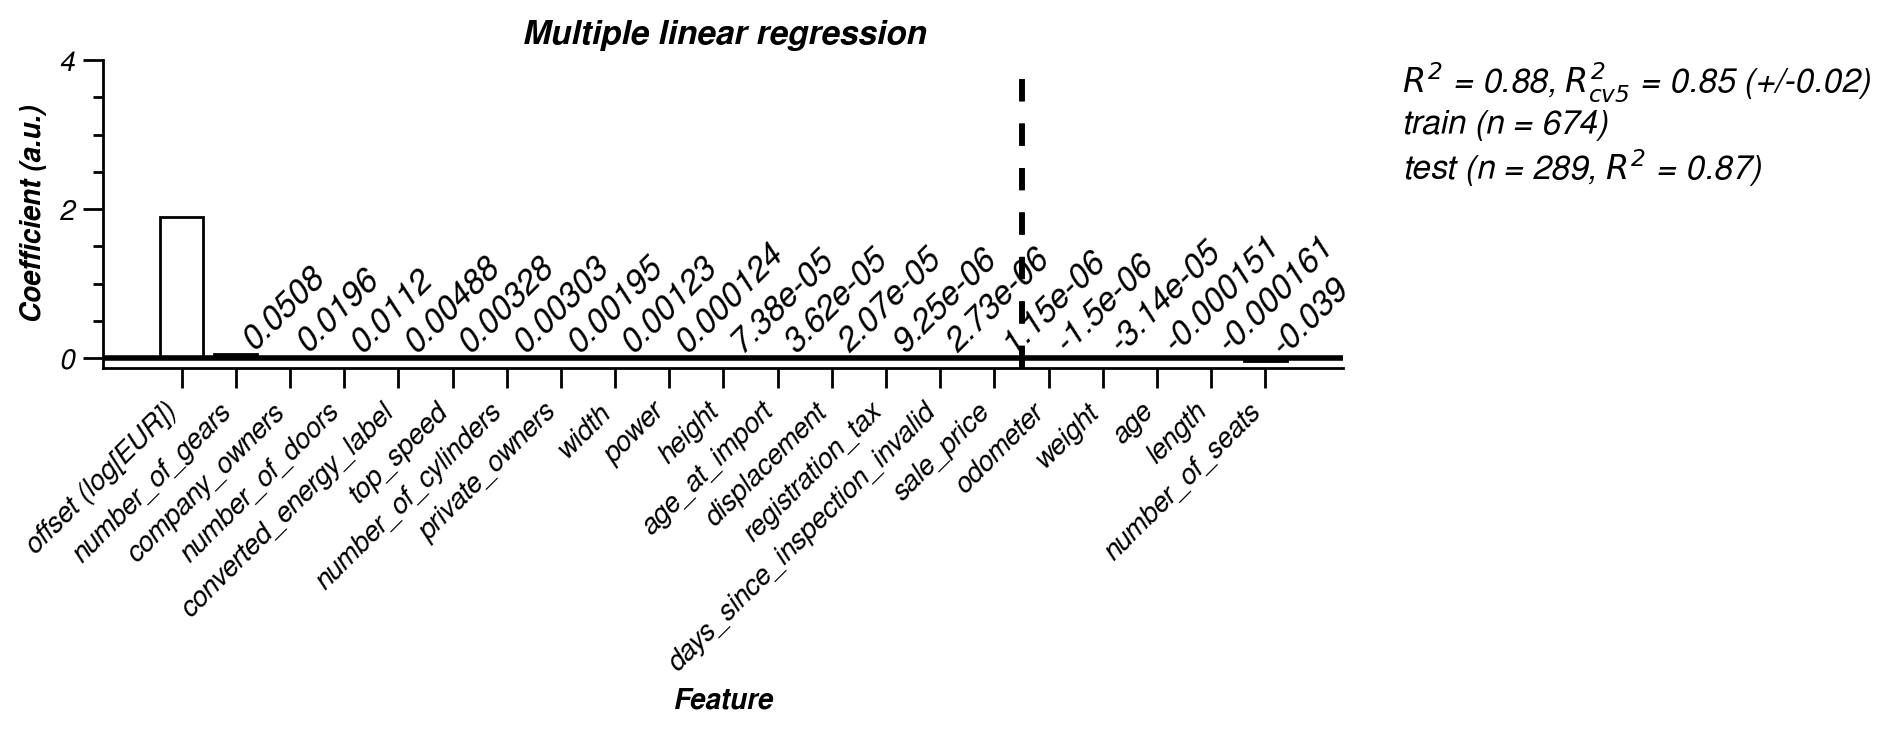 Multiple linear regression
R² = 0.88, R²cv5 = 0.85 (+/-0.02)
train (n = 674)
test (n = 289, R² = 0.87)
Coefficient (a.u.)
4
2
0
0.0508
0.0196
0.0112
0.00488
0.00328
0.00303
0.00195
0.00123
0.000124
7.38e-05
3.62e-05
2.07e-05
9.25e-06
2.73e-06
1.15e-06
-1.5e-06
-3.14e-05
-0.000151
-0.000161
-0.039
offset (log[EUR])
number_of_gears
company_owners
number_of_doors
converted_energy_label
top_speed
number_of_cylinders
private_owners
width
power
height
age_at_import
displacement
registration_tax
days_since_inspection_invalid
sale_price
odometer
weight
age
length
number_of_seats
Feature